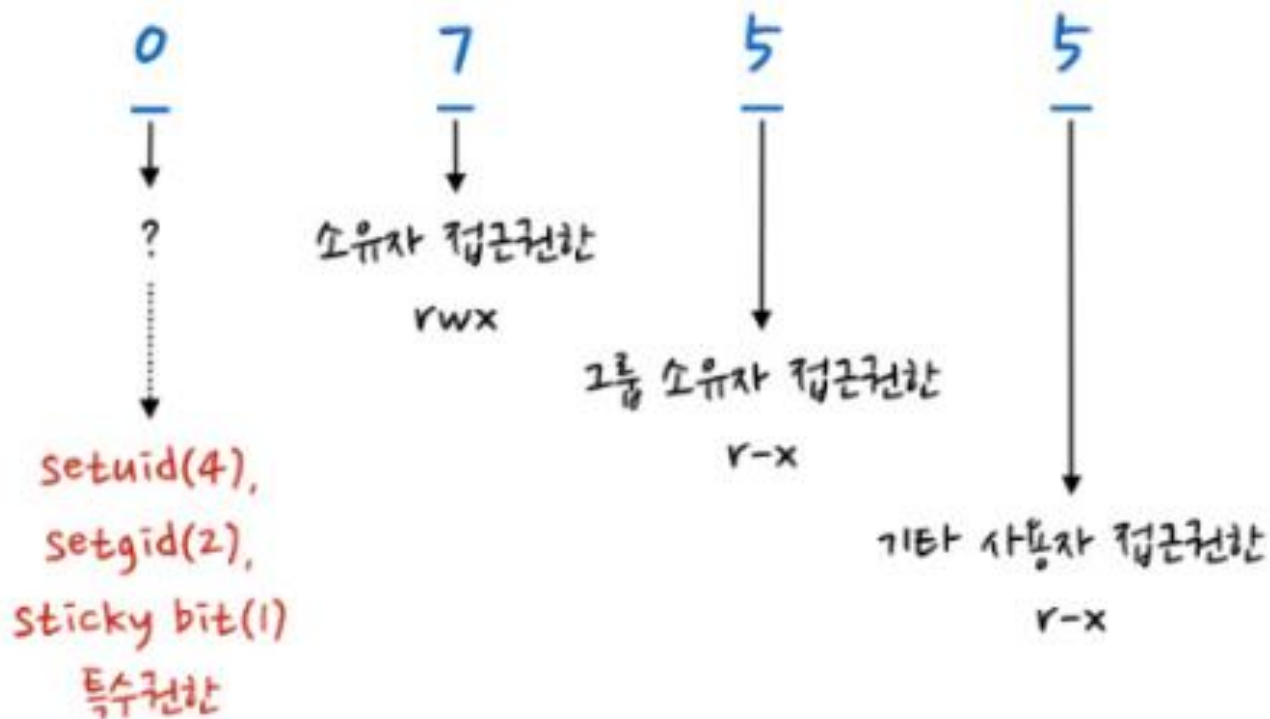 0 7 5 5
?
소유자 접근권한
rwx
그룹 소유자 접근권한
r-x
기타 사용자 접근권한
r-x
setuid(4),
setgid(2),
sticky bit(1)
특수권한